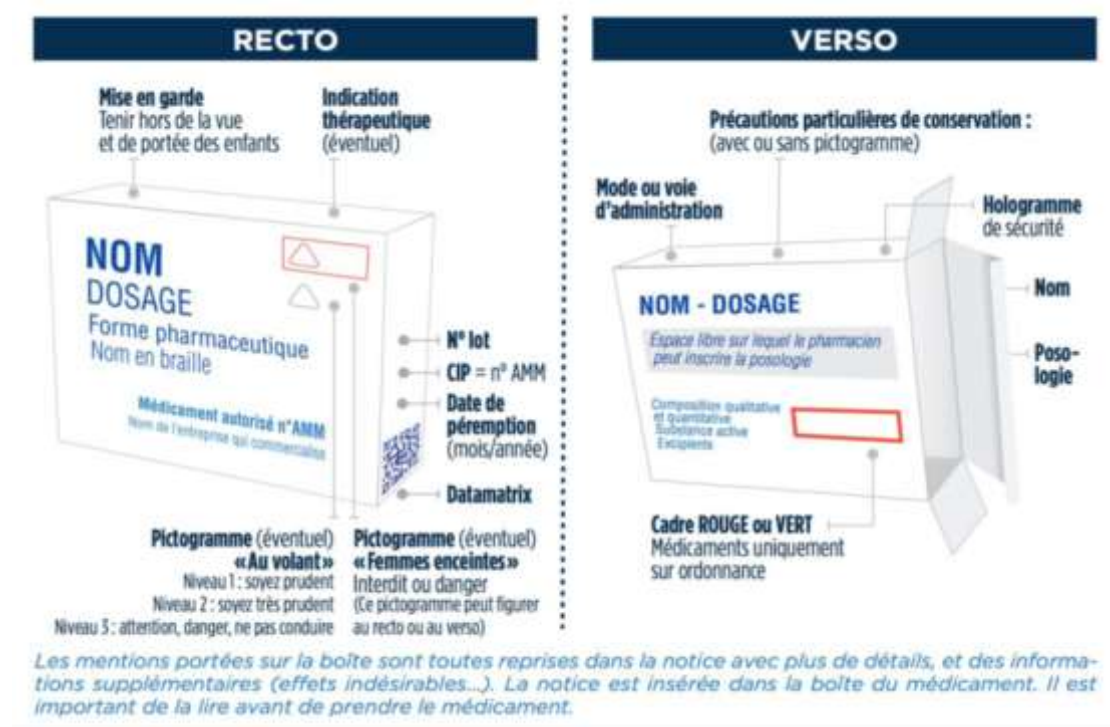 RECTO
Mise en garde
Tenir hors de la vue
et de portée des enfants
Indication
thérapeutique
(éventuel)
NOM
DOSAGE
Forme pharmaceutique
Nom en braille
Médicament autorisé n°AMM
Nom de l'entreprise qui commercialise
N° lot
CIP = n° AMM
Date de
péremption
(mois/année)
Datamatrix
Pictogramme (éventuel)
«Au volant»
Niveau 1 : soyez prudent
Niveau 2 : soyez très prudent
Niveau 3 : attention, danger, ne pas conduire
Pictogramme (éventuel)
«Femmes enceintes»
Interdit ou danger
(Ce pictogramme peut figurer
au recto ou au verso)
VERSO
Précautions particulières de conservation :
(avec ou sans pictogramme)
Mode ou voie
d'administration
Hologramme
de sécurité
Nom
Poso-
logie
NOM - DOSAGE
Espace libre sur lequel le pharmacien
peut inscrire la posologie
Composition qualitative
et quantitative
Substance active
Excipients
Cadre ROUGE ou VERT
Médicaments uniquement
sur ordonnance
Les mentions portées sur la boîte sont toutes reprises dans la notice avec plus de détails, et des informa-
tions supplémentaires (effets indésirables...). La notice est insérée dans la boîte du médicament. Il est
important de la lire avant de prendre le médicament.